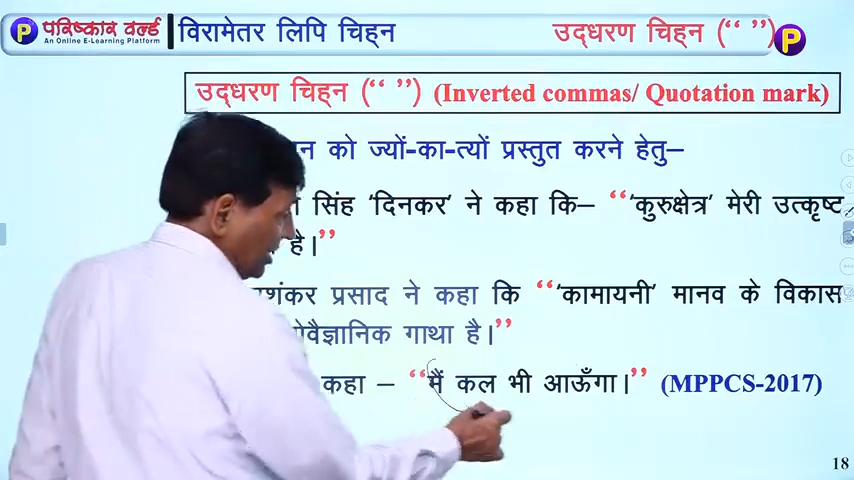 परिष्कार वर्ल्ड
An Online E-Learning Platform
विरामेतर लिपि चिह्न
उद्धरण चिह्न (“ ”)
उद्धरण चिह्न (“ ”) (Inverted commas/ Quotation mark)
को ज्यों-का-त्यों प्रस्तुत करने हेतु–
सिंह ‘दिनकर’ ने कहा कि– “‘कुरुक्षेत्र’ मेरी उत्कृष्ट
है।”
प्रसाद ने कहा कि “‘कामायनी’ मानव के विकास
गाथा है।”
कहा – “मैं कल भी आऊँगा।” (MPPCS-2017)
18